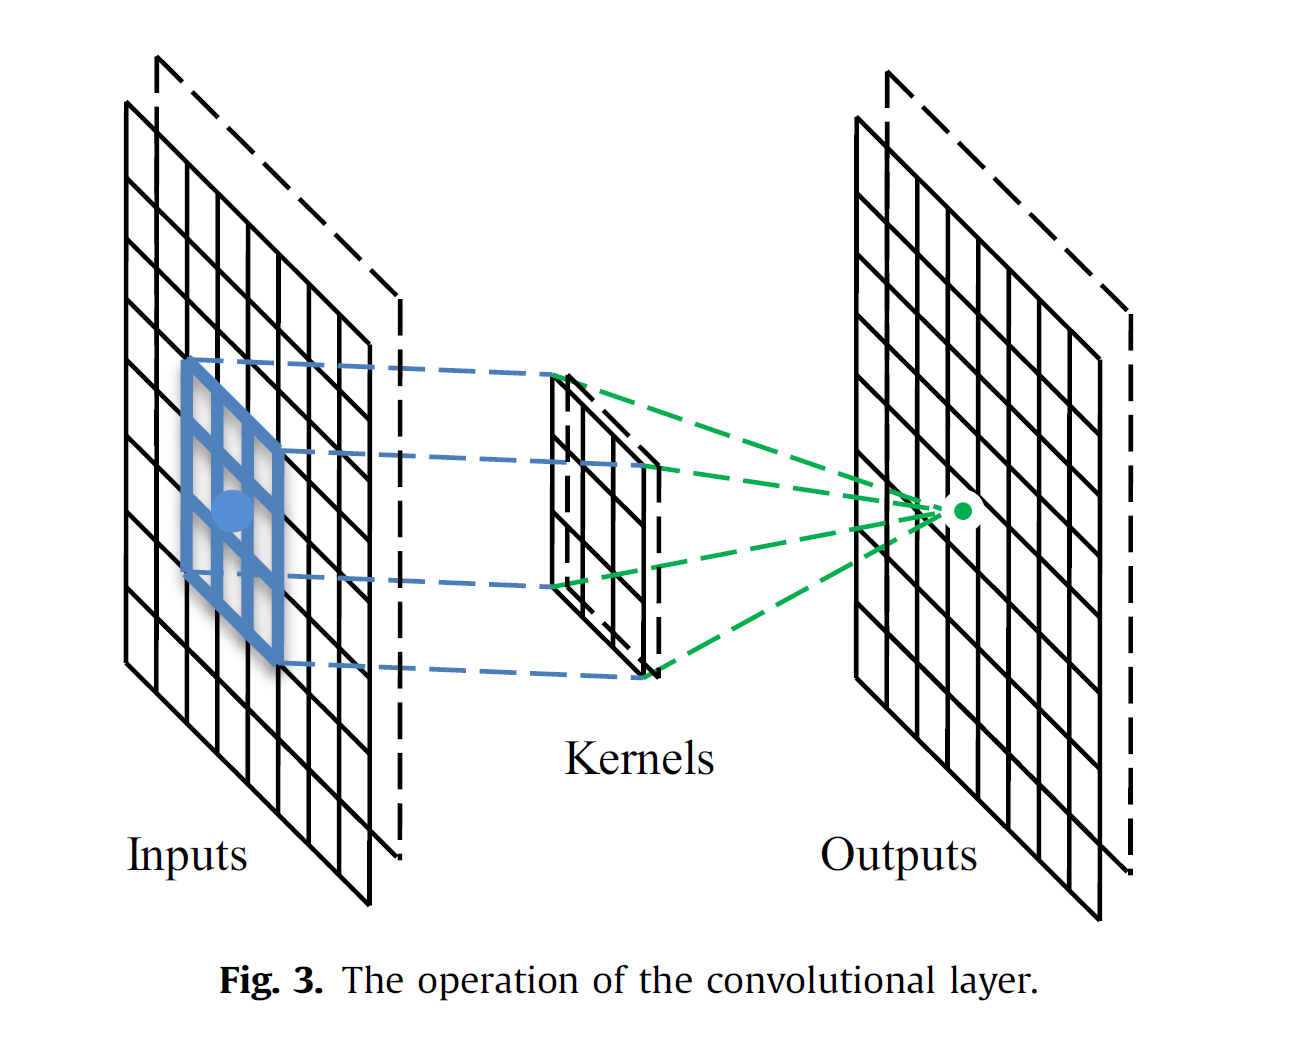 Kernels
Inputs
Outputs
Fig. 3. The operation of the convolutional layer.